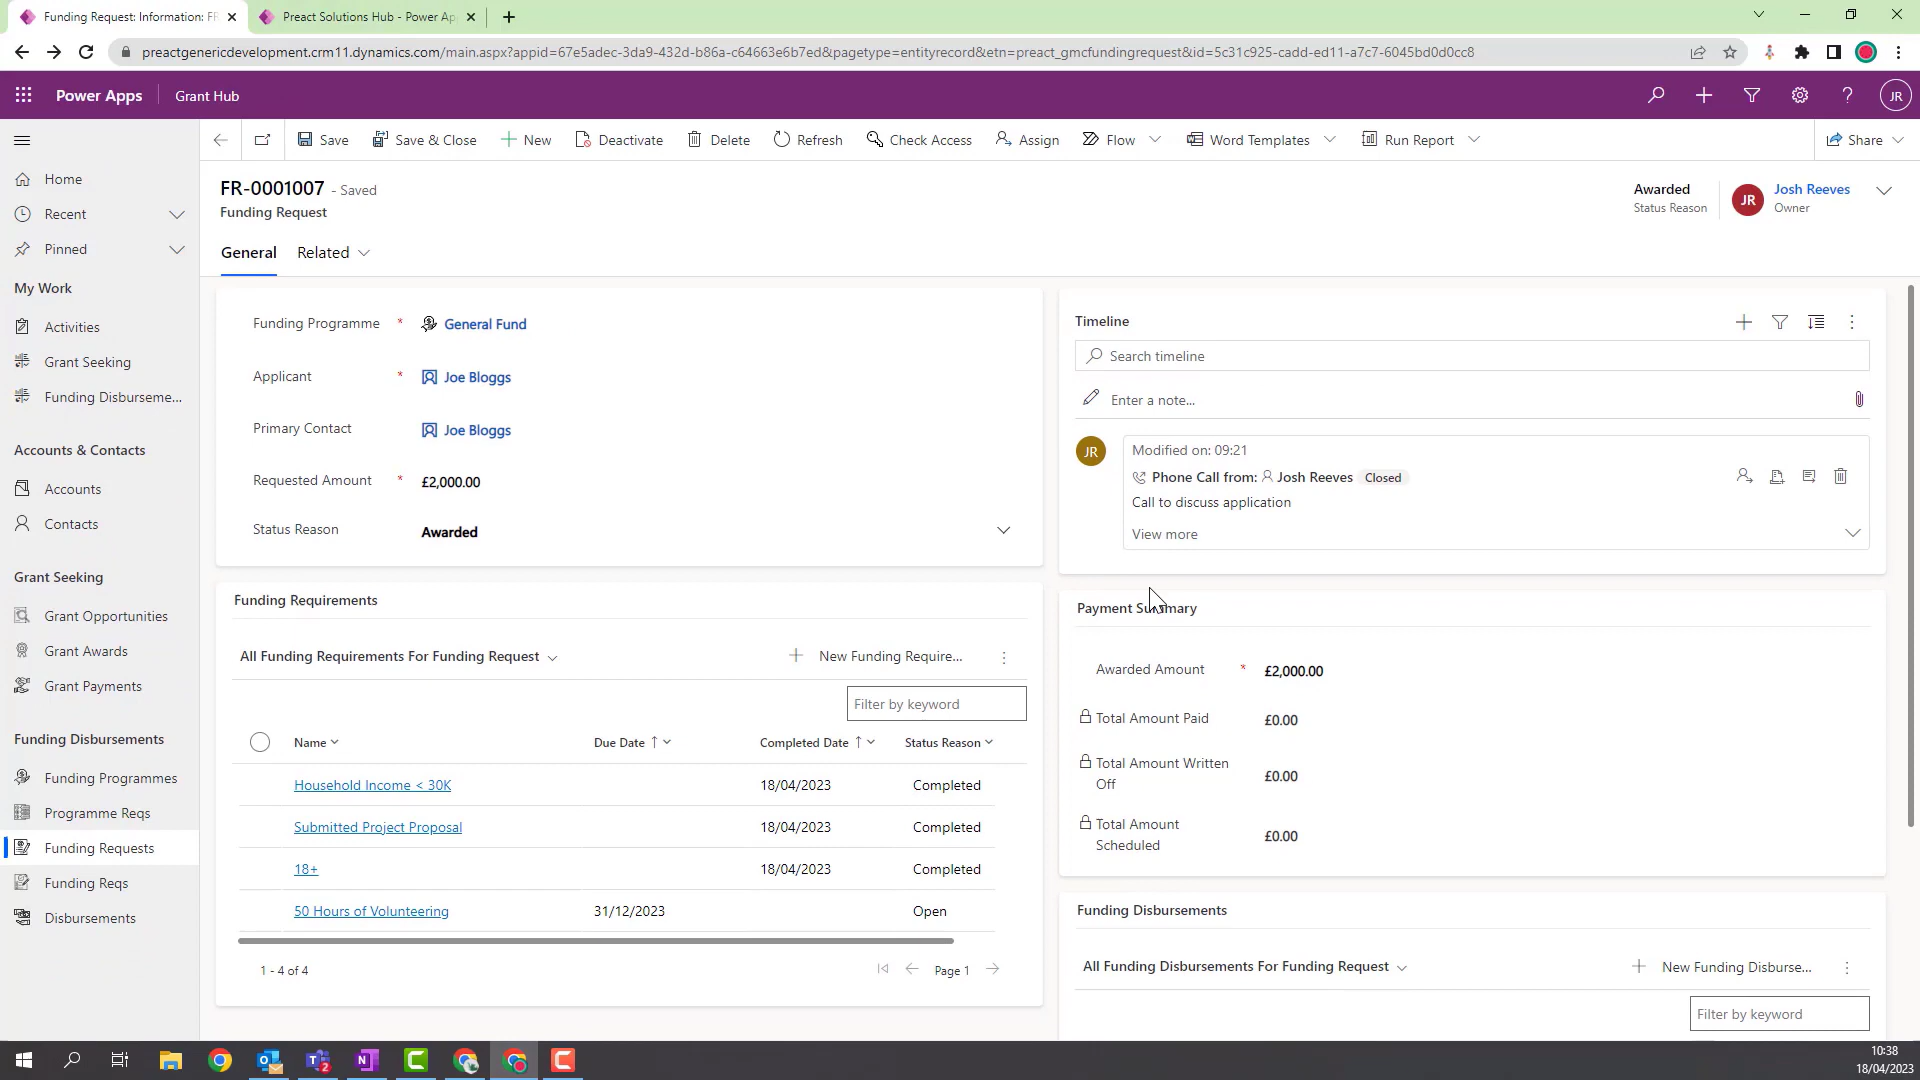 Funding Request: Information: FR
Preact Solutions Hub - Power Ap
preactgenericdevelopment.crm11.dynamics.com/main.aspx?appid=67e5adec-3da9-432d-b86a-c64663e6b7ed&pagetype=entityrecord&etn=preact_gmcfundingrequest&id=5c31c925-cadd-ed11-a7c7-6045bd0d0cc8
Power Apps
Grant Hub
JR
Save
Save & Close
New
Deactivate
Delete
Refresh
Check Access
Assign
Flow
Word Templates
Run Report
Share
Home
Recent
Pinned
My Work
Activities
Grant Seeking
Funding Disburseme...
Accounts & Contacts
Accounts
Contacts
Grant Seeking
Grant Opportunities
Grant Awards
Grant Payments
Funding Disbursements
Funding Programmes
Programme Reqs
Funding Requests
Funding Reqs
Disbursements
FR-0001007 - Saved
Funding Request
Awarded
Status Reason
JR
Josh Reeves
Owner
General
Related
Funding Programme * General Fund
Applicant * Joe Bloggs
Primary Contact Joe Bloggs
Requested Amount * £2,000.00
Status Reason Awarded
Funding Requirements
All Funding Requirements For Funding Request
New Funding Require...
Filter by keyword
Name Due Date Completed Date Status Reason
Household Income < 30K 18/04/2023 Completed
Submitted Project Proposal 18/04/2023 Completed
18+ 18/04/2023 Completed
50 Hours of Volunteering 31/12/2023 Open
1 - 4 of 4
Page 1
Timeline
Search timeline
Enter a note...
JR
Modified on: 09:21
Phone Call from: Josh Reeves Closed
Call to discuss application
View more
Payment Summary
Awarded Amount * £2,000.00
Total Amount Paid £0.00
Total Amount Written
Off
£0.00
Total Amount
Scheduled
£0.00
Funding Disbursements
All Funding Disbursements For Funding Request
New Funding Disburse...
Filter by keyword
10:38
18/04/2023